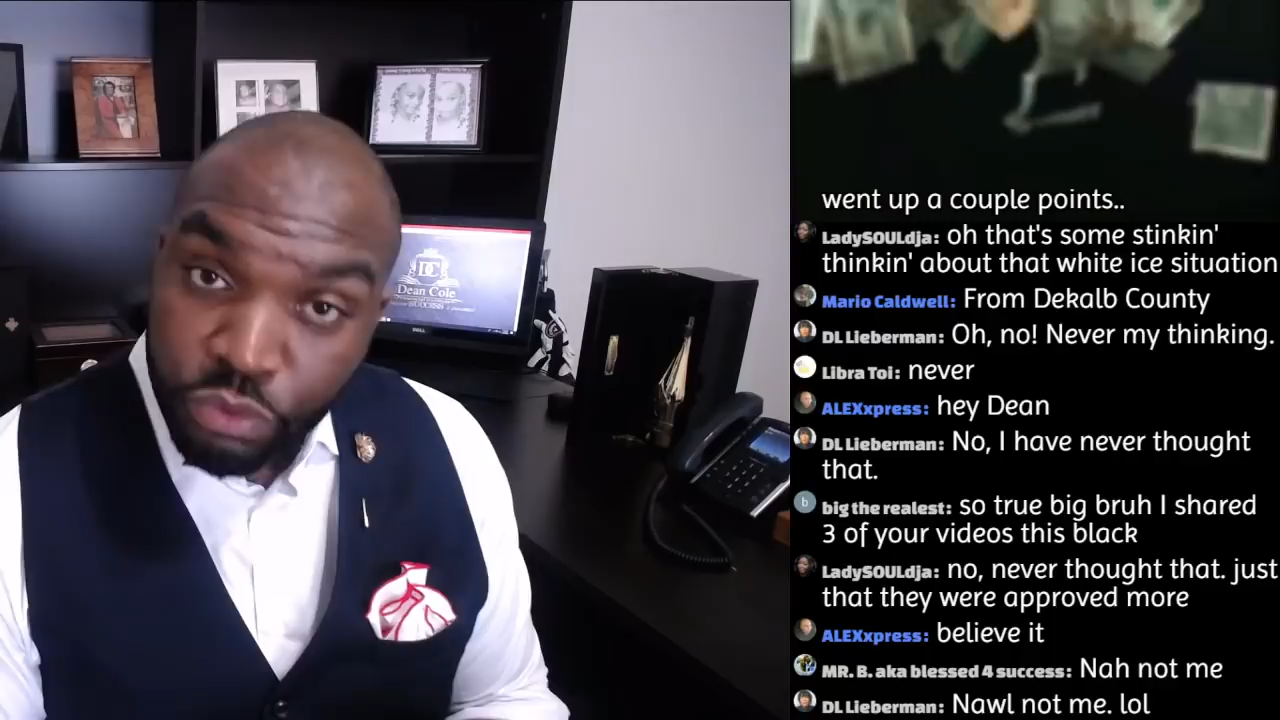 DC
Dean Cole
DELL
went up a couple points..
LadySOULdja: oh that's some stinkin'
thinkin' about that white ice situation
Mario Caldwell: From Dekalb County
DL Lieberman: Oh, no! Never my thinking.
Libra Toi: never
ALEXxpress: hey Dean
DL Lieberman: No, I have never thought
that.
b big the realest: so true big bruh I shared
3 of your videos this black
LadySOULdja: no, never thought that. just
that they were approved more
ALEXxpress: believe it
MR. B. aka blessed 4 success: Nah not me
DL Lieberman: Nawl not me. lol